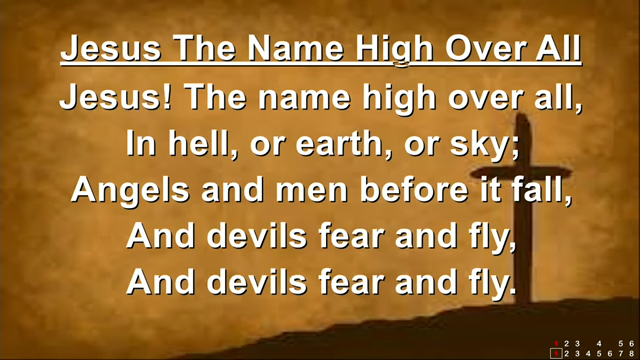 Jesus The Name High Over All
Jesus! The name high over all,
In hell, or earth, or sky;
Angels and men before it fall,
And devils fear and fly,
And devils fear and fly.
2 3 4 5 6
2 3 4 5 6 7 8